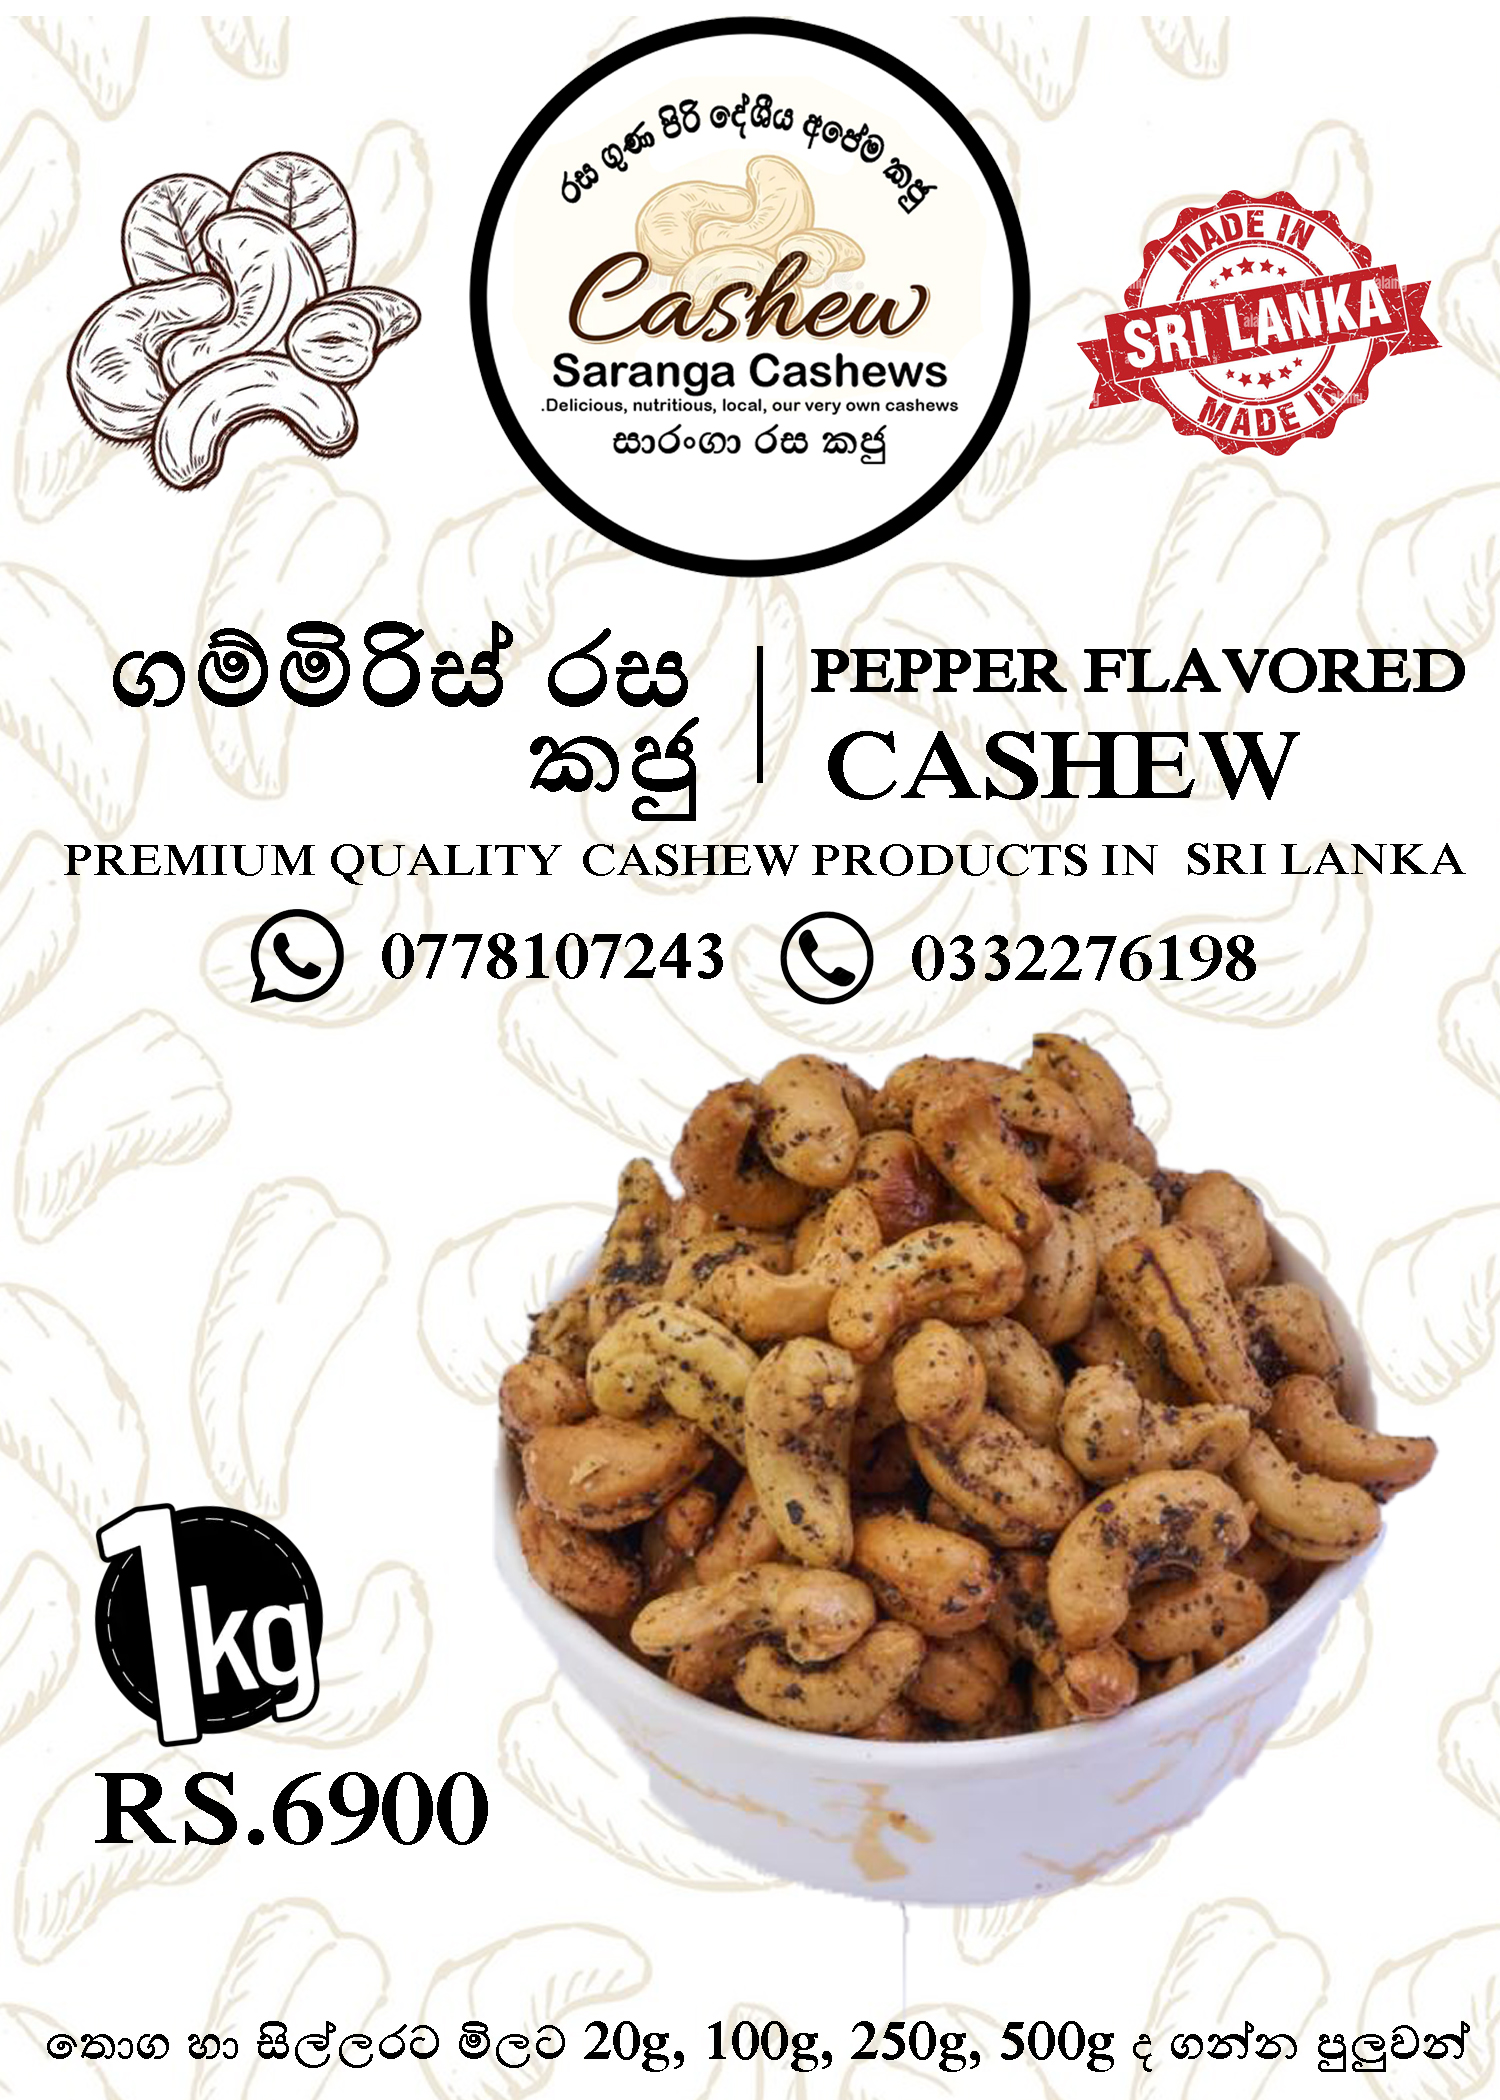 රස ගුණ පිරි දේශීය අපේම කජු
Cashew
Saranga Cashews
.Delicious, nutritious, local, our very own cashews
සාරංගා රස කජු
MADE IN
SRI LANKA
MADE IN
ගම්මිරිස් රස
කජු
PEPPER FLAVORED
CASHEW
PREMIUM QUALITY CASHEW PRODUCTS IN SRI LANKA
0778107243
0332276198
1kg
RS.6900
තොග හා සිල්ලරට මිලට 20g, 100g, 250g, 500g ද ගන්න පුලුවන්